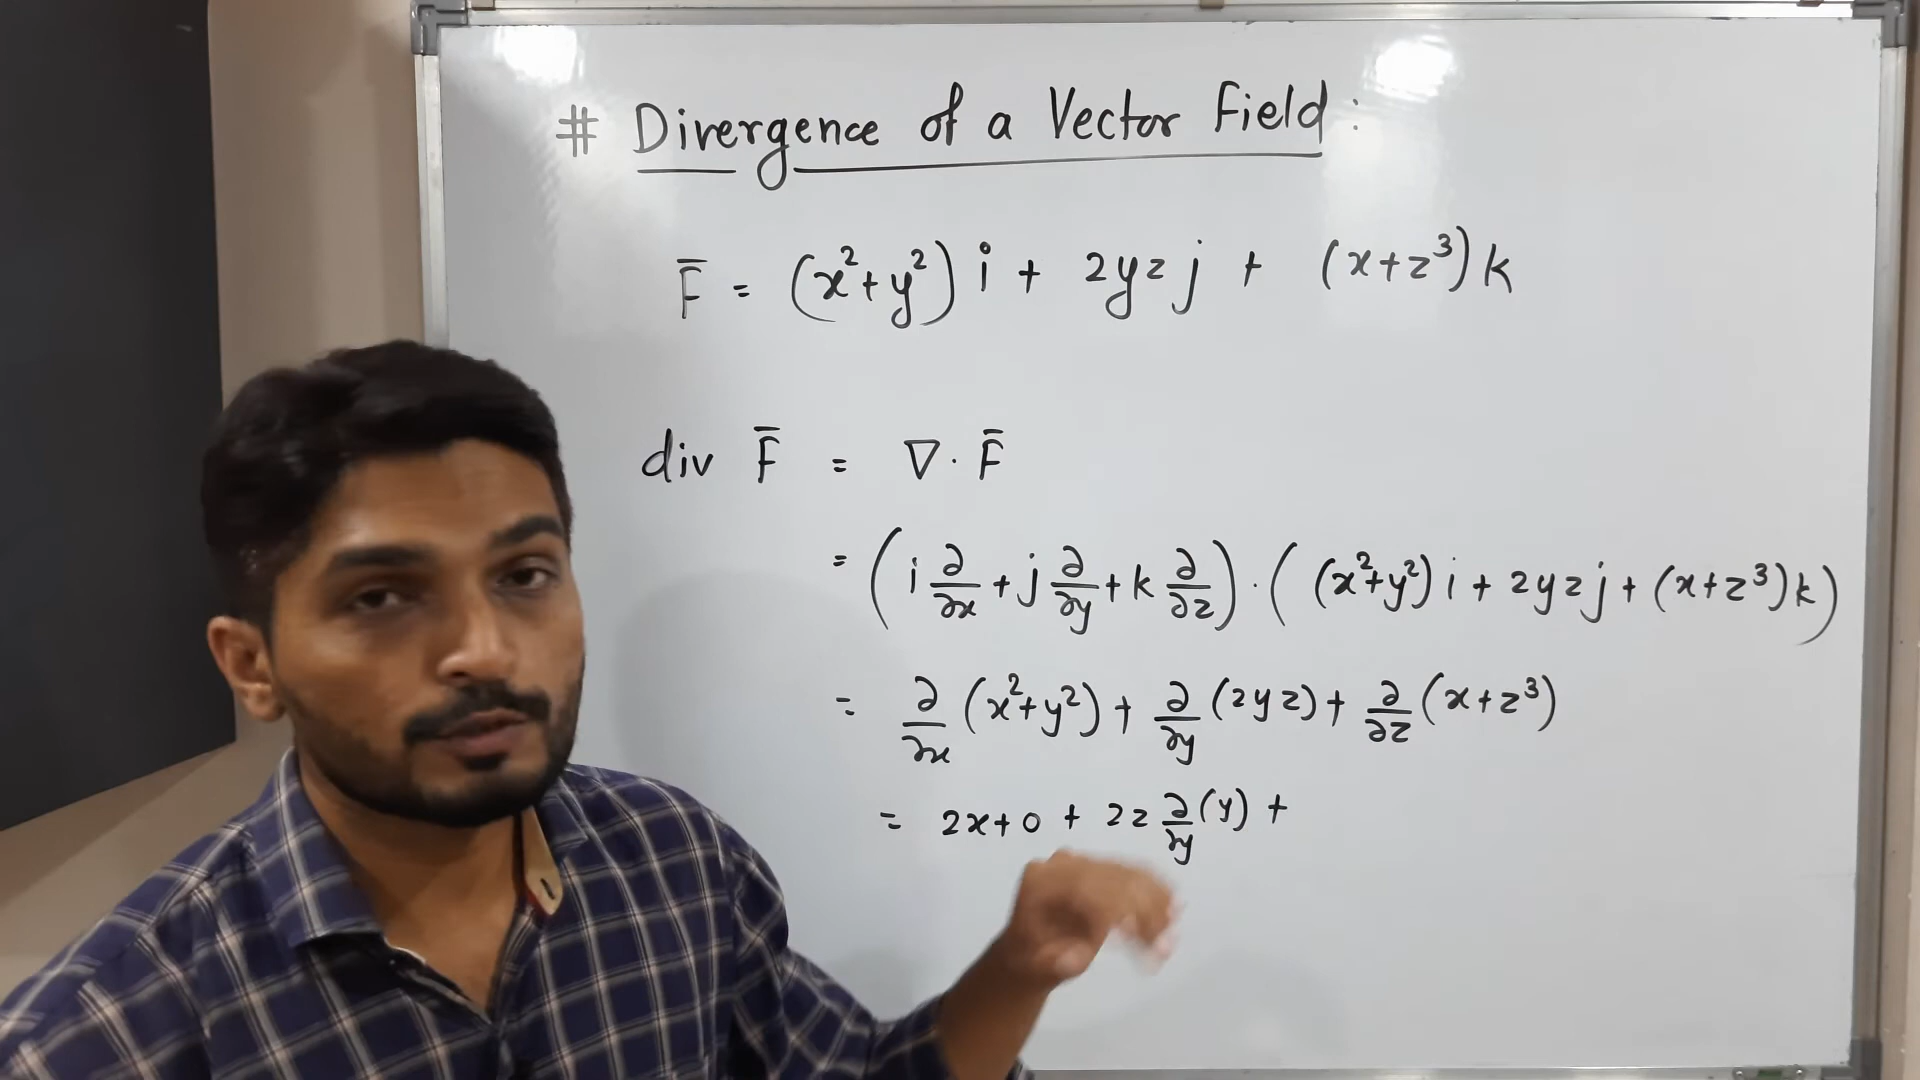 # Divergence of a Vector Field :
F̄ = (x²+y²) i + 2yz j + (x+z³) k
div F̄ = ∇ · F̄
= ( i ∂/∂x + j ∂/∂y + k ∂/∂z ) · ( (x²+y²) i + 2yz j + (x+z³) k )
= ∂/∂x (x²+y²) + ∂/∂y (2yz) + ∂/∂z (x+z³)
= 2x+0 + 2z ∂/∂y (y) +